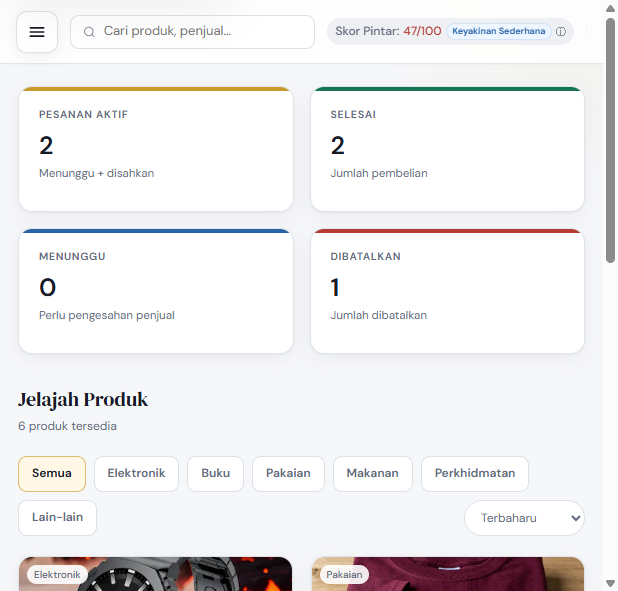 Cari produk, penjual...
Skor Pintar: 47/100 Keyakinan Sederhana ⓘ
PESANAN AKTIF
2
Menunggu + disahkan
SELESAI
2
Jumlah pembelian
MENUNGGU
0
Perlu pengesahan penjual
DIBATALKAN
1
Jumlah dibatalkan
Jelajah Produk
6 produk tersedia
Semua Elektronik Buku Pakaian Makanan Perkhidmatan
Lain-lain Terbaharu
Elektronik Pakaian